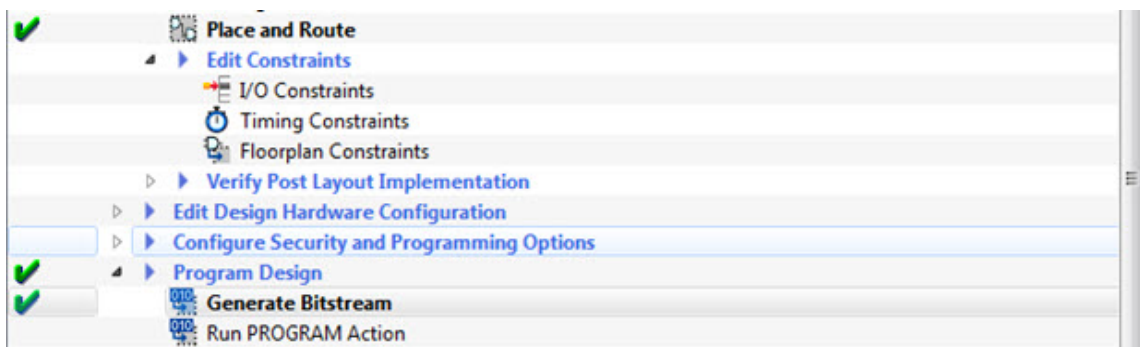 Place and Route
Edit Constraints
I/O Constraints
Timing Constraints
Floorplan Constraints
Verify Post Layout Implementation
Edit Design Hardware Configuration
Configure Security and Programming Options
Program Design
Generate Bitstream
Run PROGRAM Action